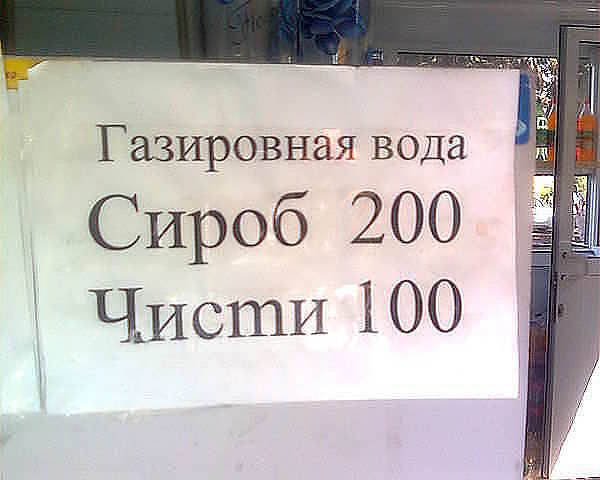 Газировная вода
Сироб 200
Чисти 100